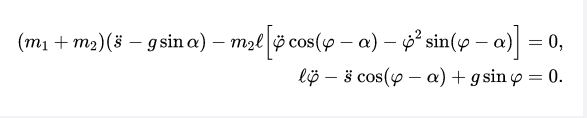 (m₁ + m₂)(s̈ − g sin α) − m₂ℓ[φ̈ cos(φ − α) − φ̇² sin(φ − α)] = 0,
ℓφ̈ − s̈ cos(φ − α) + g sin φ = 0.